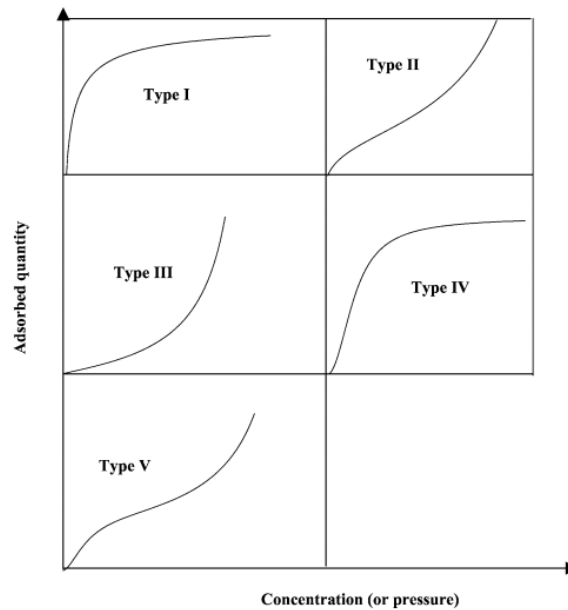 Type I
Type II
Type III
Type IV
Type V
Adsorbed quantity
Concentration (or pressure)